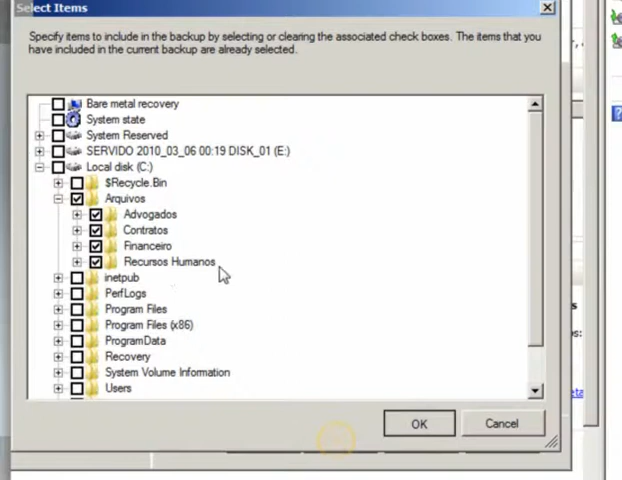 Select Items
Specify items to include in the backup by selecting or clearing the associated check boxes. The items that you
have included in the current backup are already selected.
Bare metal recovery
System state
System Reserved
SERVIDO 2010_03_06 00:19 DISK_01 (E:)
Local disk (C:)
$Recycle.Bin
Arquivos
Advogados
Contratos
Financeiro
Recursos Humanos
inetpub
PerfLogs
Program Files
Program Files (x86)
ProgramData
Recovery
System Volume Information
Users
OK
Cancel